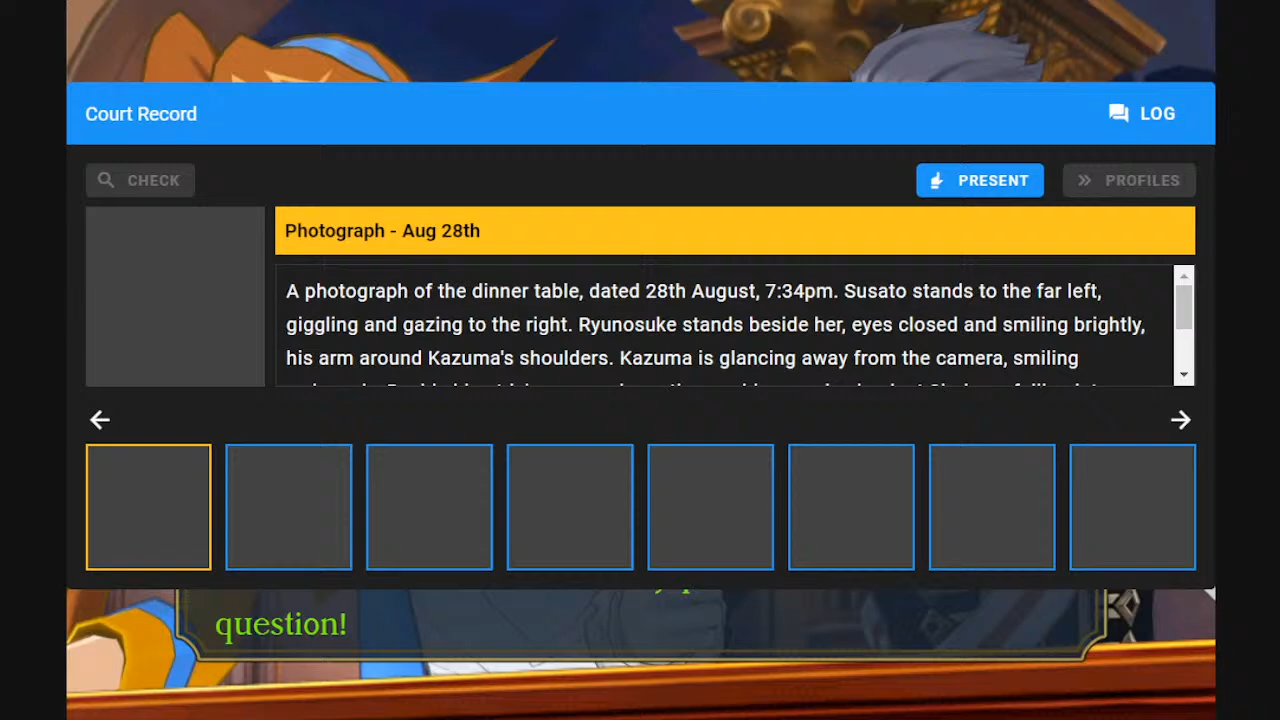 Court Record
LOG
CHECK
PRESENT
PROFILES
Photograph - Aug 28th
A photograph of the dinner table, dated 28th August, 7:34pm. Susato stands to the far left,
giggling and gazing to the right. Ryunosuke stands beside her, eyes closed and smiling brightly,
his arm around Kazuma's shoulders. Kazuma is glancing away from the camera, smiling
question!